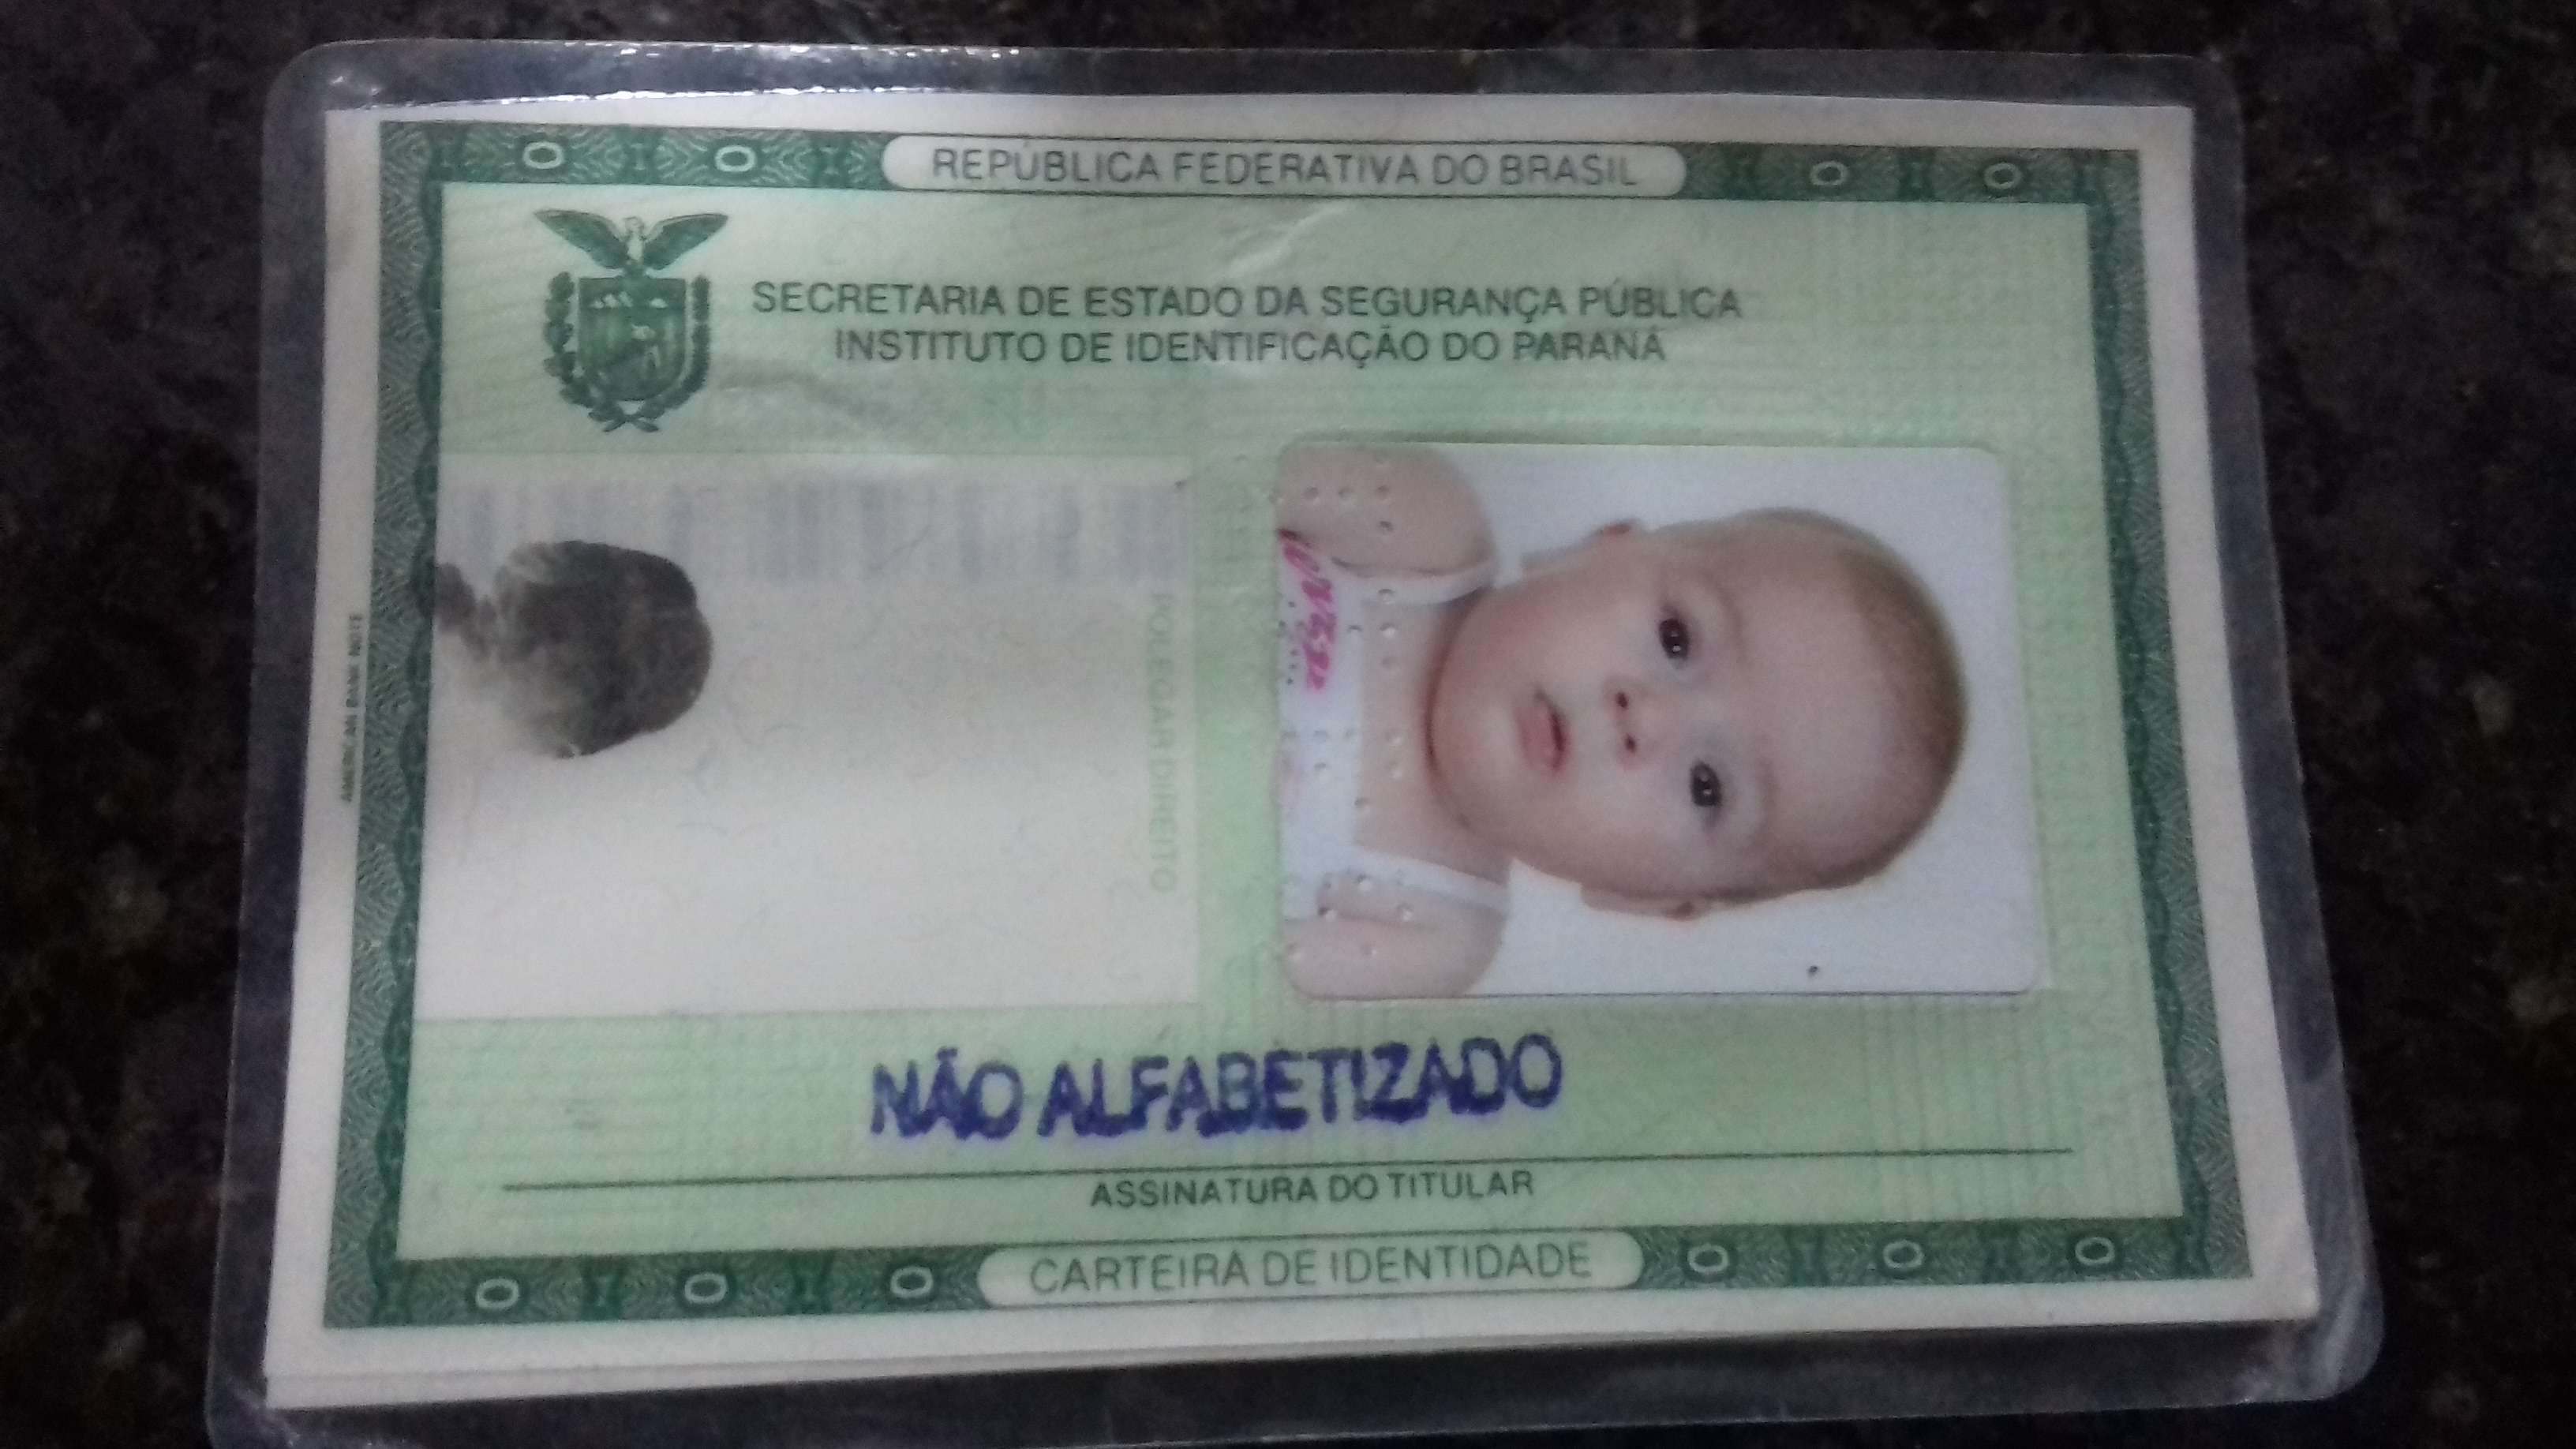 REPÚBLICA FEDERATIVA DO BRASIL
SECRETARIA DE ESTADO DA SEGURANÇA PÚBLICA
INSTITUTO DE IDENTIFICAÇÃO DO PARANÁ
POLEGAR DIREITO
NÃO ALFABETIZADO
ASSINATURA DO TITULAR
CARTEIRA DE IDENTIDADE
AMERICAN BANK NOTE